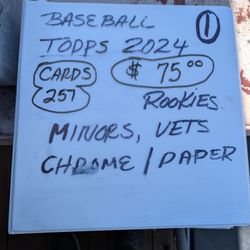 BASEBALL ①
TOPPS 2024
CARDS $ 75.00
257 ROOKIES
MINORS, VETS
CHROME / PAPER